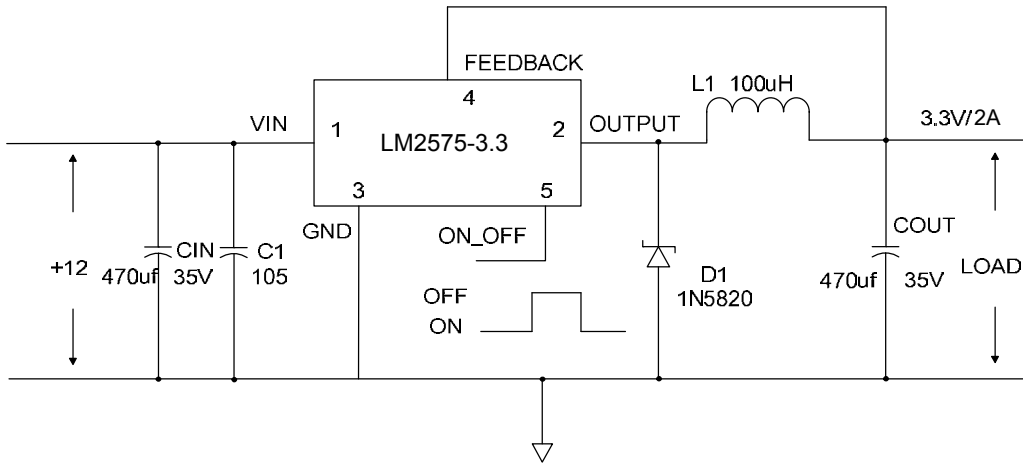 FEEDBACK
4
L1 100uH
3.3V/2A
VIN
1
LM2575-3.3
2
OUTPUT
3
5
GND
ON_OFF
COUT
+12
CIN
470uf 35V
C1
105
D1
1N5820
470uf 35V
LOAD
OFF
ON